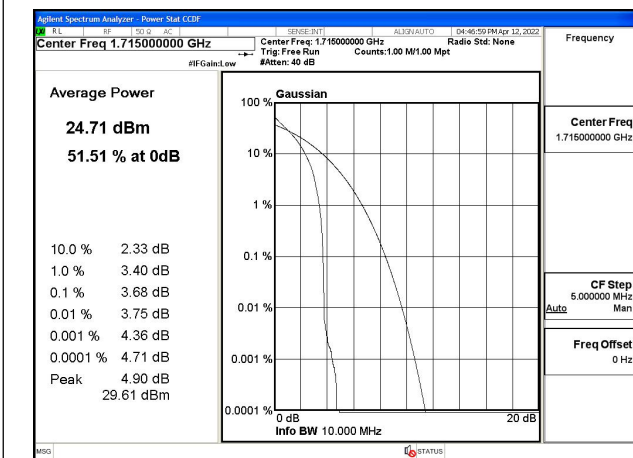 Agilent Spectrum Analyzer - Power Stat CCDF
RL RF 50 Ω AC SENSE:INT ALIGN AUTO 04:46:59 PM Apr 12, 2022
Center Freq 1.715000000 GHz
Center Freq: 1.715000000 GHz Radio Std: None
Trig: Free Run Counts:1.00 M/1.00 Mpt
#IFGain:Low #Atten: 40 dB
Frequency
Average Power
24.71 dBm
51.51 % at 0dB
10.0 % 2.33 dB
1.0 % 3.40 dB
0.1 % 3.68 dB
0.01 % 3.75 dB
0.001 % 4.36 dB
0.0001 % 4.71 dB
Peak 4.90 dB
29.61 dBm
Gaussian
100 %
10 %
1 %
0.1 %
0.01 %
0.001 %
0.0001 %
0 dB 20 dB
Info BW 10.000 MHz
Center Freq
1.715000000 GHz
CF Step
5.000000 MHz
Auto Man
Freq Offset
0 Hz
MSG STATUS